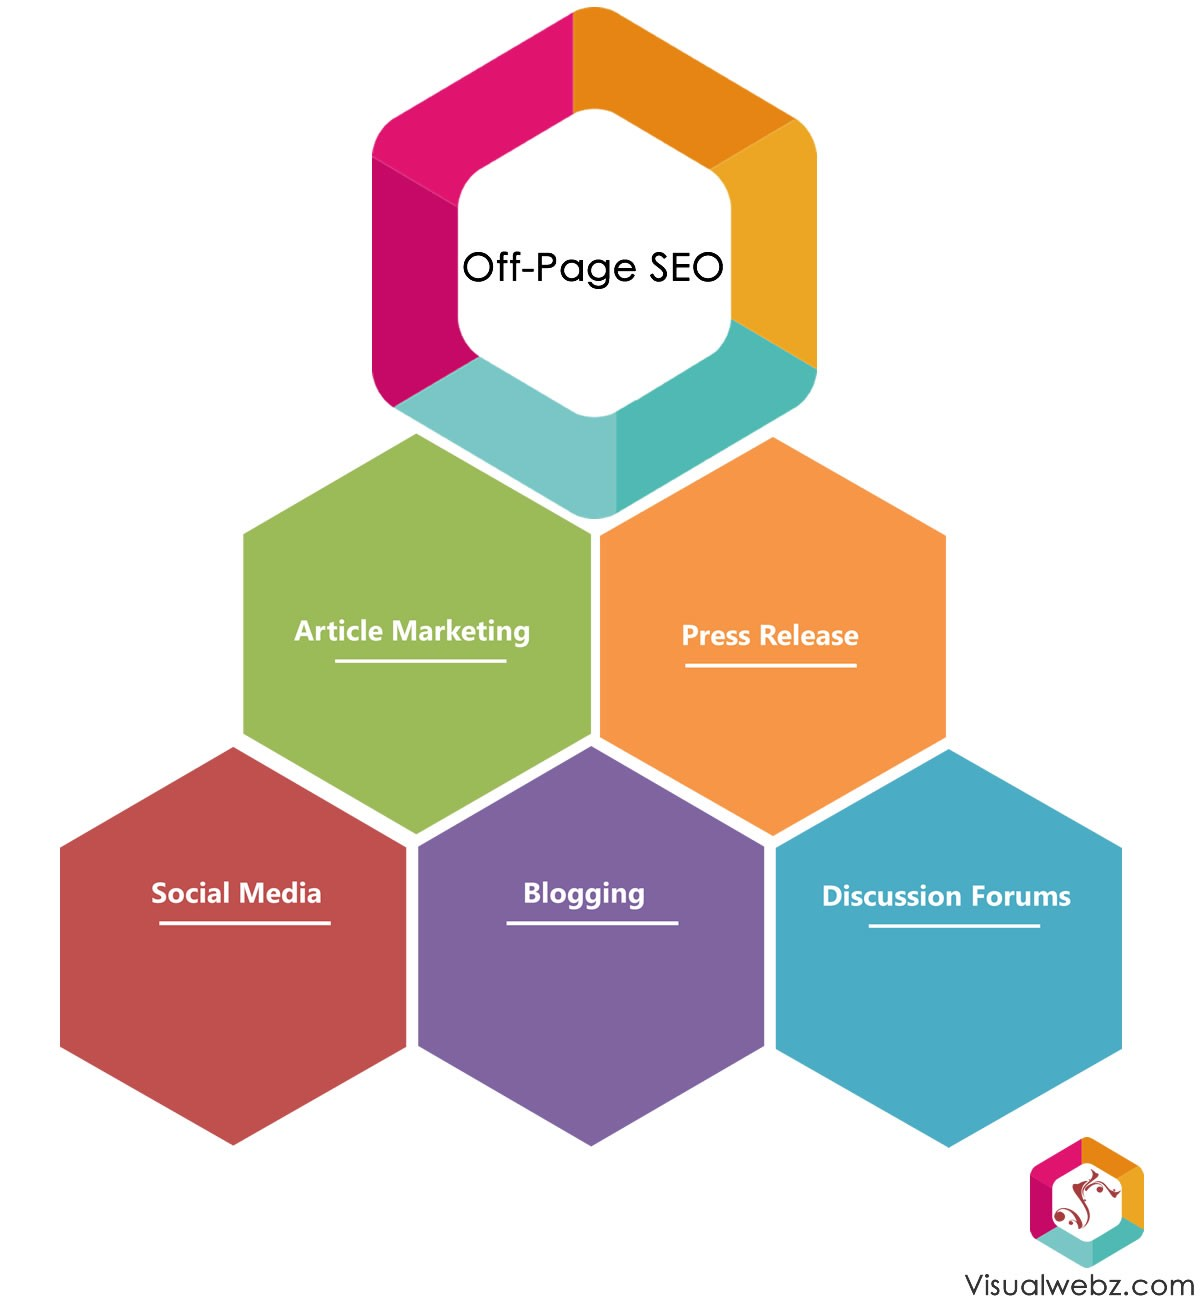 Off-Page SEO
Article Marketing
Press Release
Social Media
Blogging
Discussion Forums
Visualwebz.com